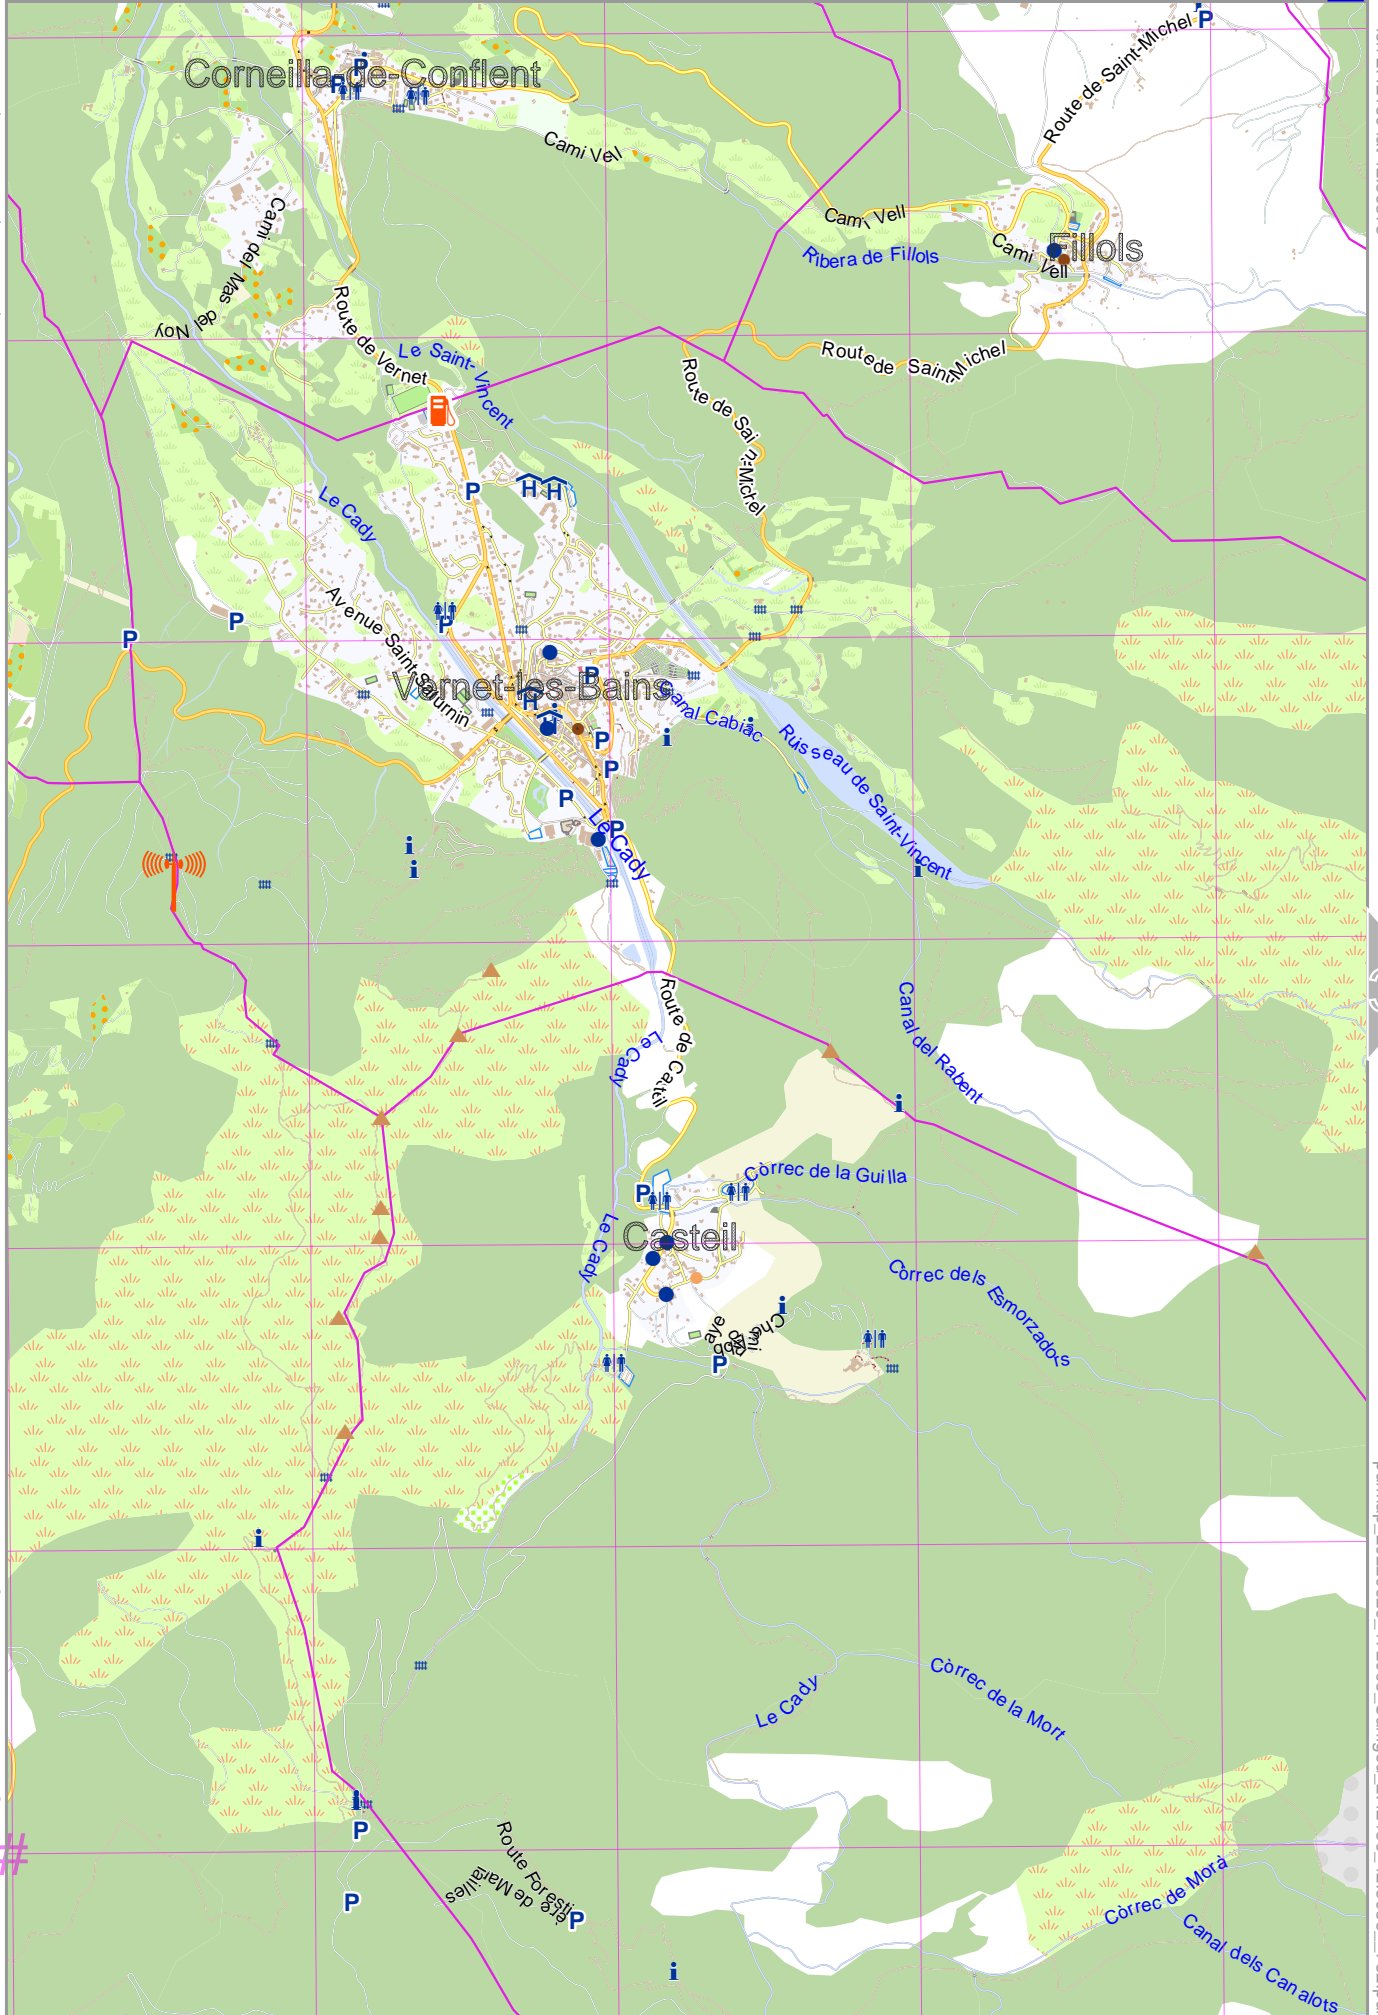 Route de Saint-Michel
P
P
Corneilla-de-Conflent
P
Cami Vell
Cami del Mas del Noy
Cami Vell
Cami Vell
Fillols
Ribera de Fillols
Route de Vernet
Le Saint-Vincent
Route de Saint-Michel
Route de Saint-Michel
P
H
H
Le Cady
Avenue Saint-Saturnin
P
P
P
Vernet-les-Bains
P
H
H
Canal Cabiac
Ruisseau de Saint-Vincent
P
P
P
P
Le Cady
i
i
i
i
i
Route de Casteil
Le Cady
Canal del Rabent
i
Còrrec de la Guilla
P
Casteil
Le Cady
Còrrec dels Esmorzadors
i
P
i
Le Cady
Còrrec de la Mort
i
P
Route Forestière de Mariailles
P
P
Còrrec de Morà
Canal dels Canalots
i
#